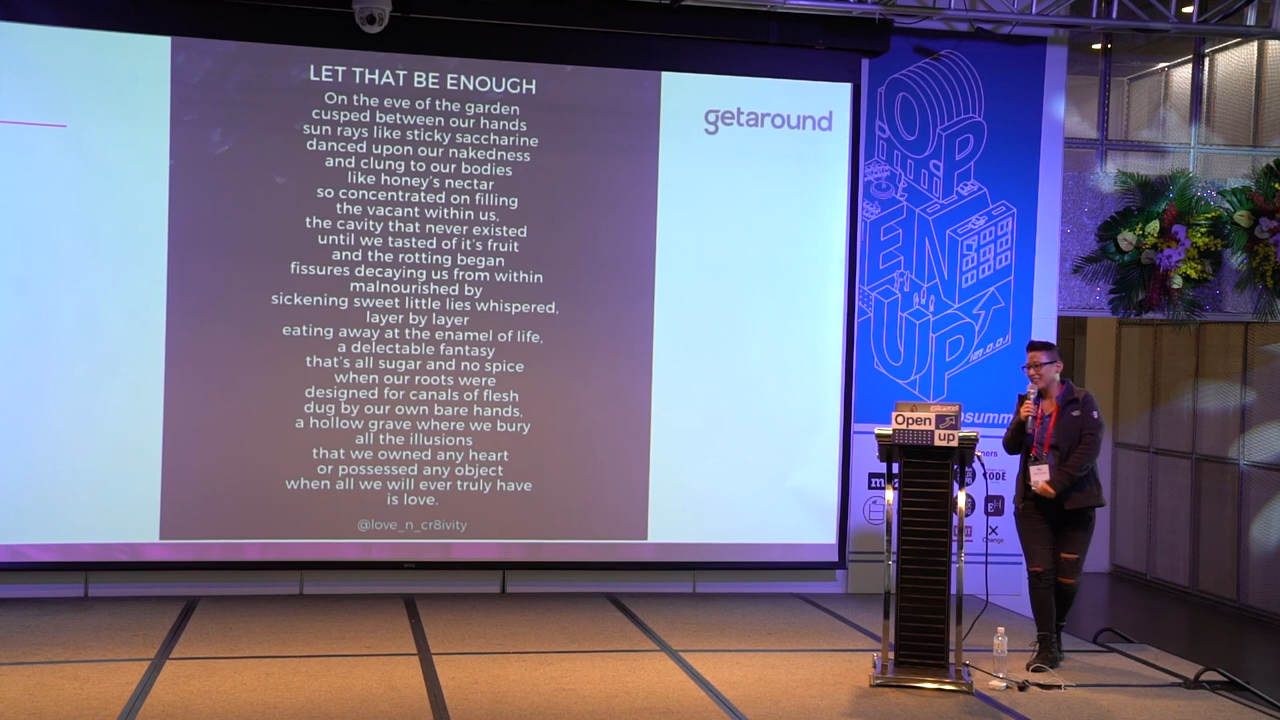 LET THAT BE ENOUGH
On the eve of the garden
cusped between our hands
sun rays like sticky saccharine
danced upon our nakedness
and clung to our bodies
like honey's nectar
so concentrated on filling
the vacant within us,
the cavity that never existed
until we tasted of it's fruit
and the rotting began
fissures decaying us from within
malnourished by
sickening sweet little lies whispered,
layer by layer
eating away at the enamel of life,
a delectable fantasy
that's all sugar and no spice
when our roots were
designed for canals of flesh
dug by our own bare hands,
a hollow grave where we bury
all the illusions
that we owned any heart
or possessed any object
when all we will ever truly have
is love.
@love_n_cr8ivity
getaround
OP
EN
UP
127.0.0.1
Open
up
CODE
Change